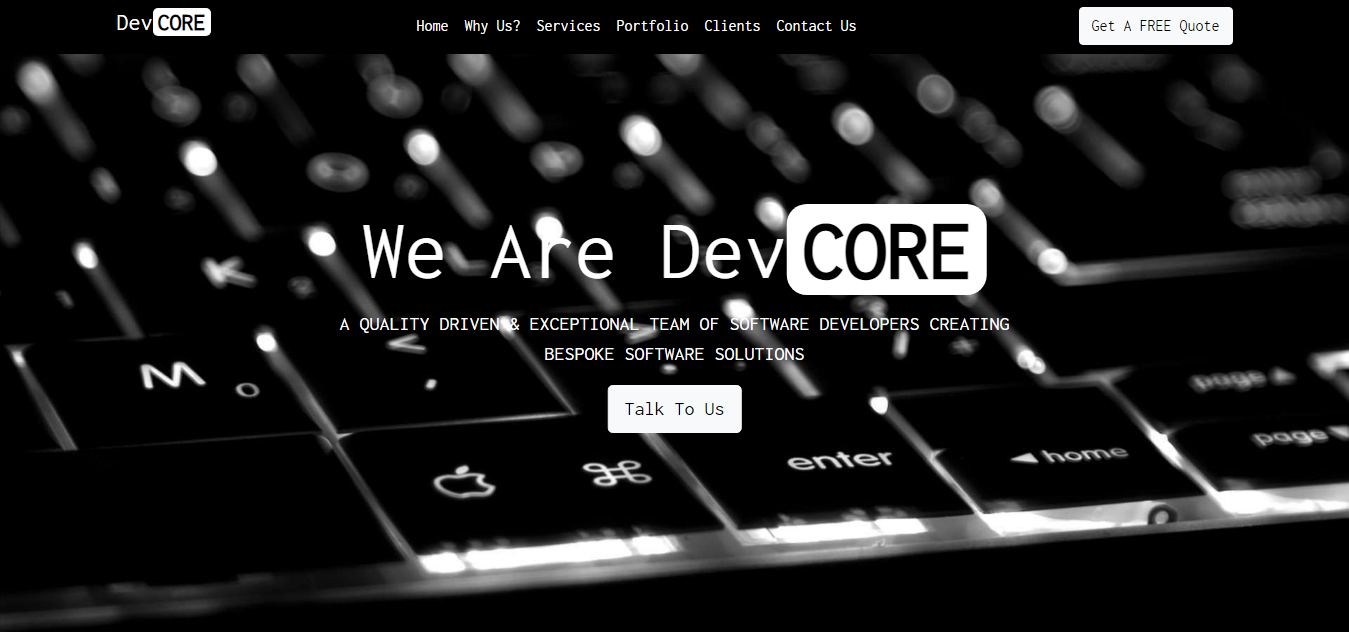 DevCORE
Home Why Us? Services Portfolio Clients Contact Us
Get A FREE Quote
We Are DevCORE
A QUALITY DRIVEN & EXCEPTIONAL TEAM OF SOFTWARE DEVELOPERS CREATING
BESPOKE SOFTWARE SOLUTIONS
Talk To Us
K
M O < . >
page ▲
page ▼
⌘ enter ◀ home